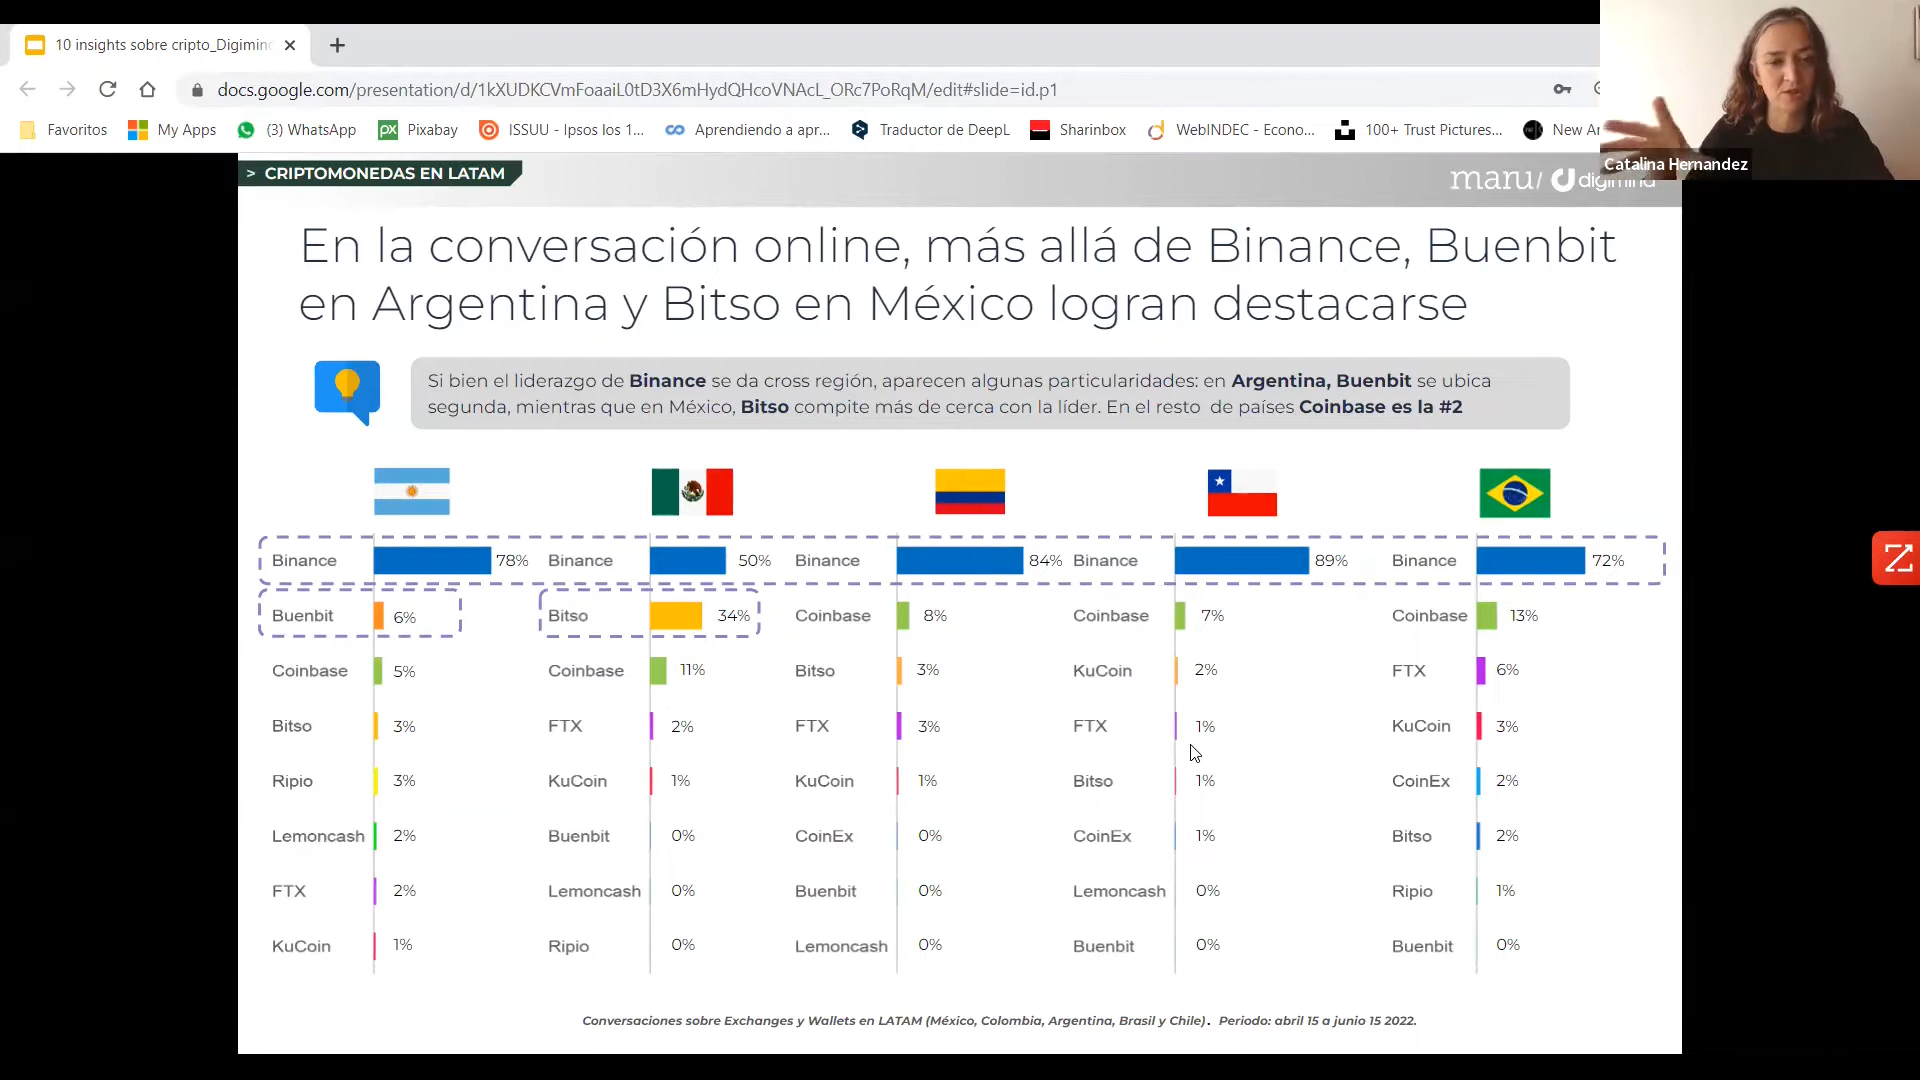 10 insights sobre cripto_Digimind
docs.google.com/presentation/d/1kXUDKCVmFoaaiL0tD3X6mHydQHcoVNAcL_ORc7PoRqM/edit#slide=id.p1
Favoritos My Apps (3) WhatsApp Pixabay ISSUU - Ipsos los 1... Aprendiendo a apr... Traductor de DeepL Sharinbox WebINDEC - Econo... 100+ Trust Pictures... New Ar
Catalina Hernandez
> CRIPTOMONEDAS EN LATAM
maru/ digimind
En la conversación online, más allá de Binance, Buenbit
en Argentina y Bitso en México logran destacarse
Si bien el liderazgo de Binance se da cross región, aparecen algunas particularidades: en Argentina, Buenbit se ubica
segunda, mientras que en México, Bitso compite más de cerca con la líder. En el resto de países Coinbase es la #2
Binance 78% Binance 50% Binance 84% Binance 89% Binance 72%
Buenbit 6% Bitso 34% Coinbase 8% Coinbase 7% Coinbase 13%
Coinbase 5% Coinbase 11% Bitso 3% KuCoin 2% FTX 6%
Bitso 3% FTX 2% FTX 3% FTX 1% KuCoin 3%
Ripio 3% KuCoin 1% KuCoin 1% Bitso 1% CoinEx 2%
Lemoncash 2% Buenbit 0% CoinEx 0% CoinEx 1% Bitso 2%
FTX 2% Lemoncash 0% Buenbit 0% Lemoncash 0% Ripio 1%
KuCoin 1% Ripio 0% Lemoncash 0% Buenbit 0% Buenbit 0%
Conversaciones sobre Exchanges y Wallets en LATAM (México, Colombia, Argentina, Brasil y Chile). Periodo: abril 15 a junio 15 2022.